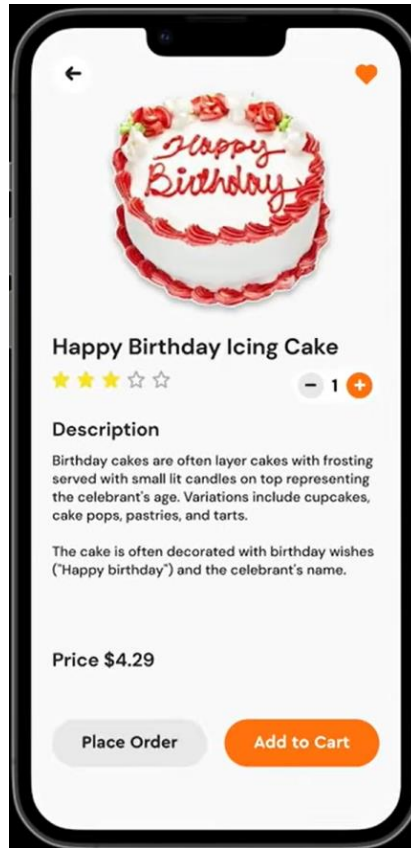 Happy
Birthday
Happy Birthday Icing Cake
− 1 +
Description
Birthday cakes are often layer cakes with frosting
served with small lit candles on top representing
the celebrant's age. Variations include cupcakes,
cake pops, pastries, and tarts.
The cake is often decorated with birthday wishes
("Happy birthday") and the celebrant's name.
Price $4.29
Place Order
Add to Cart